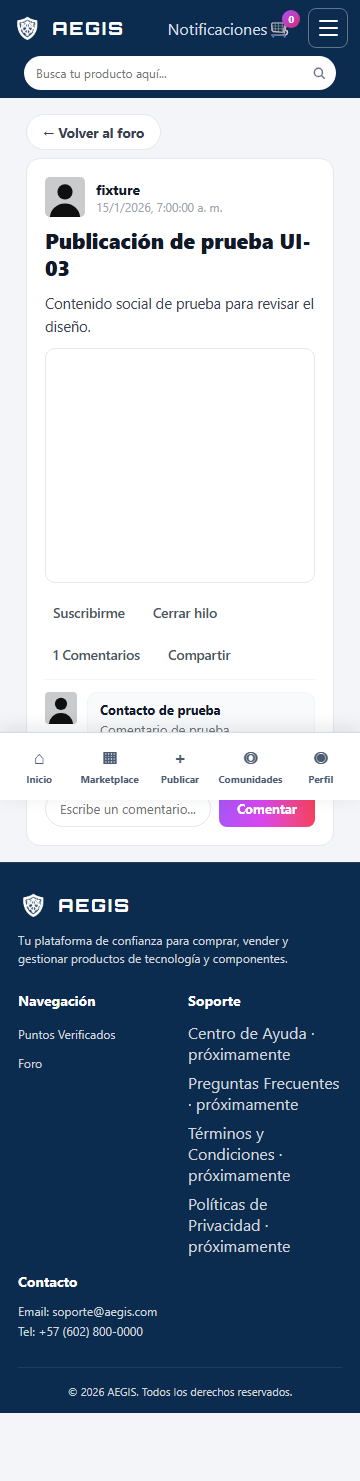 AEGIS
Notificaciones
0
Busca tu producto aquí...
← Volver al foro
fixture
15/1/2026, 7:00:00 a. m.
Publicación de prueba UI-
03
Contenido social de prueba para revisar el
diseño.
Suscribirme
Cerrar hilo
1 Comentarios
Compartir
Contacto de prueba
Comentario de prueba
Inicio
Marketplace
Publicar
Comunidades
Perfil
Escribe un comentario...
Comentar
AEGIS
Tu plataforma de confianza para comprar, vender y
gestionar productos de tecnología y componentes.
Navegación
Puntos Verificados
Foro
Soporte
Centro de Ayuda ·
próximamente
Preguntas Frecuentes
· próximamente
Términos y
Condiciones ·
próximamente
Políticas de
Privacidad ·
próximamente
Contacto
Email: soporte@aegis.com
Tel: +57 (602) 800-0000
© 2026 AEGIS. Todos los derechos reservados.